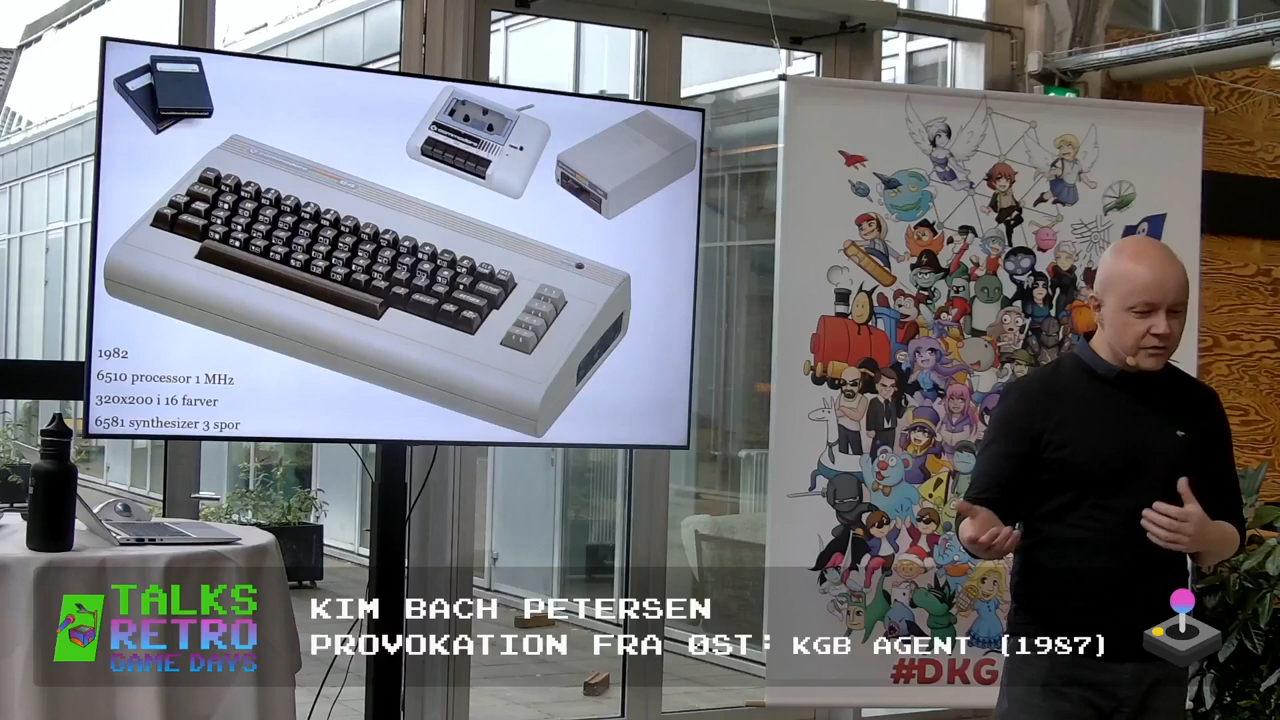 1982
6510 processor 1 MHz
320x200 i 16 farver
6581 synthesizer 3 spor
TALKS
RETRO
GAME DAYS
KIM BACH PETERSEN
PROVOKATION FRA ØST: KGB AGENT (1987)
#DKG